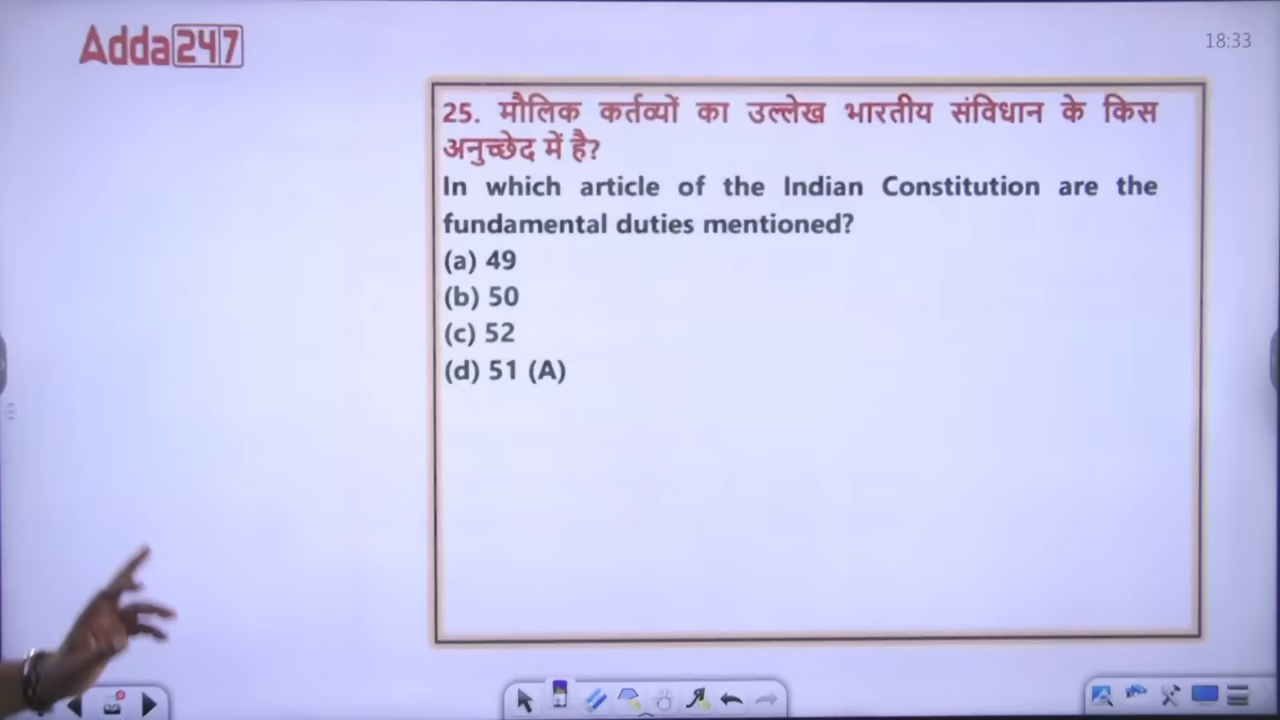 Adda247
18:33
25. मौलिक कर्तव्यों का उल्लेख भारतीय संविधान के किस
अनुच्छेद में है?
In which article of the Indian Constitution are the
fundamental duties mentioned?
(a) 49
(b) 50
(c) 52
(d) 51 (A)